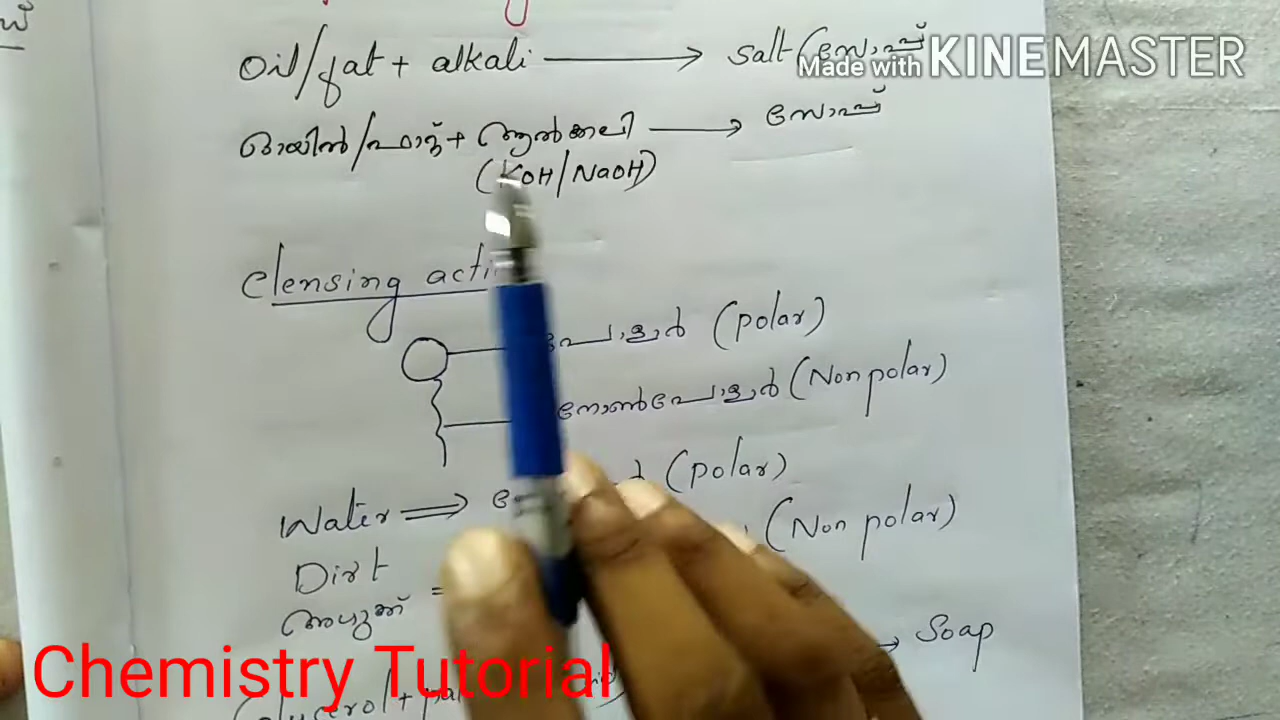 Oil/fat + alkali ⟶ Salt (സോപ്പ്
Made with KINEMASTER
ഓയിൽ/ഫാറ്റ് + ആൽക്കലി ⟶ സോപ്പ്
(KOH/NaOH)
Clensing acti
പോളാർ (polar)
നോൺപോളാർ (Non polar)
Water ⟹ (polar)
Dirt (Non polar)
അഴുക്ക് =
→ Soap
Chemistry Tutorial